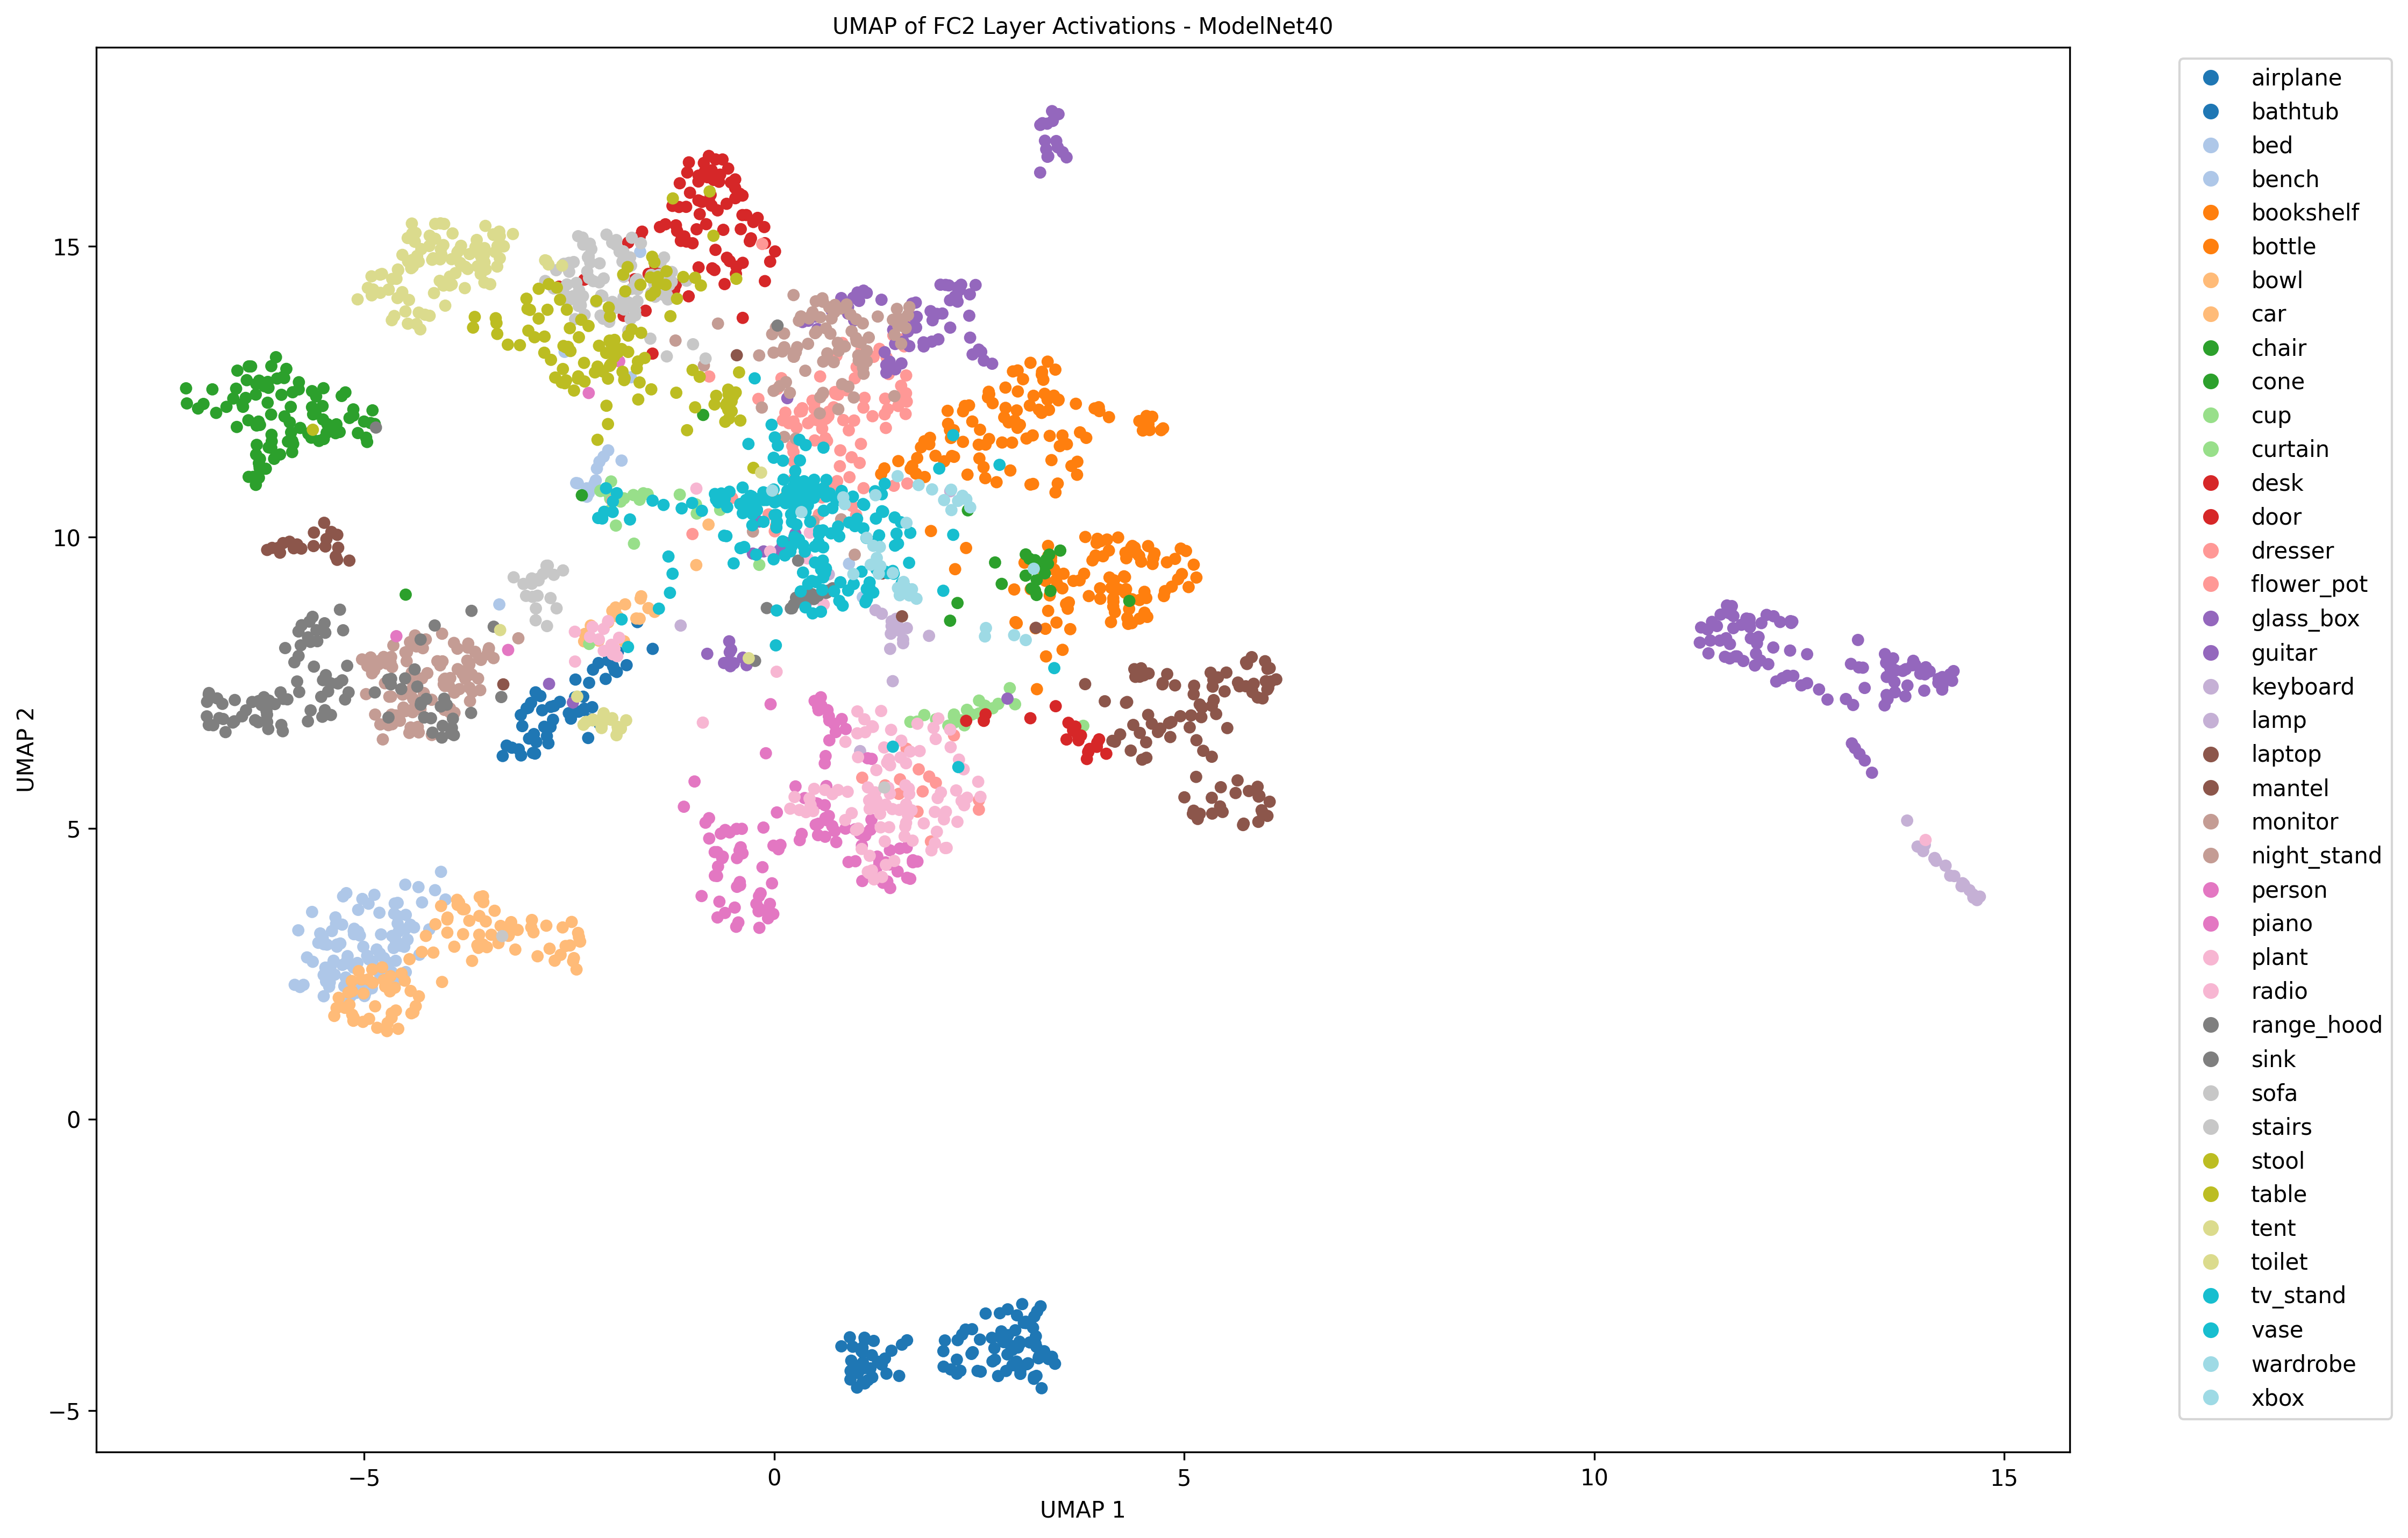 UMAP of FC2 Layer Activations - ModelNet40
UMAP 2
15
10
5
0
−5
−5
0
5
10
15
UMAP 1
airplane
bathtub
bed
bench
bookshelf
bottle
bowl
car
chair
cone
cup
curtain
desk
door
dresser
flower_pot
glass_box
guitar
keyboard
lamp
laptop
mantel
monitor
night_stand
person
piano
plant
radio
range_hood
sink
sofa
stairs
stool
table
tent
toilet
tv_stand
vase
wardrobe
xbox